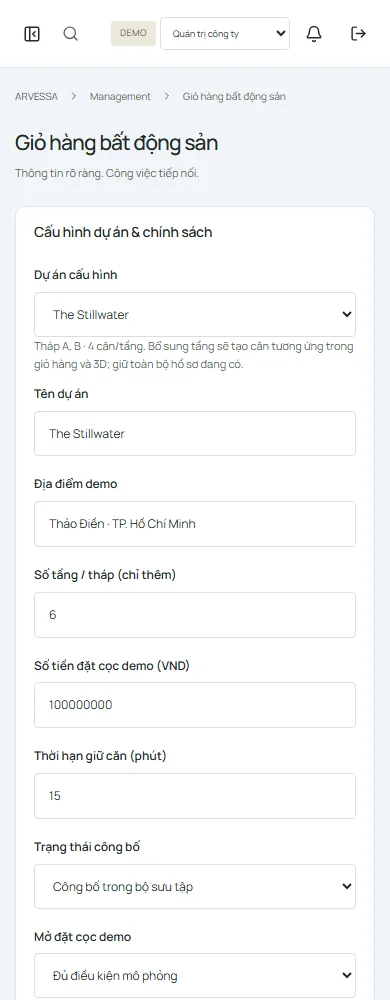 DEMO
Quản trị công ty
ARVESSA > Management > Giỏ hàng bất động sản
Giỏ hàng bất động sản
Thông tin rõ ràng. Công việc tiếp nối.
Cấu hình dự án & chính sách
Dự án cấu hình
The Stillwater
Tháp A, B · 4 căn/tầng. Bổ sung tầng sẽ tạo căn tương ứng trong
giỏ hàng và 3D; giữ toàn bộ hồ sơ đang có.
Tên dự án
The Stillwater
Địa điểm demo
Thảo Điền · TP. Hồ Chí Minh
Số tầng / tháp (chỉ thêm)
6
Số tiền đặt cọc demo (VND)
100000000
Thời hạn giữ căn (phút)
15
Trạng thái công bố
Công bố trong bộ sưu tập
Mở đặt cọc demo
Đủ điều kiện mô phỏng